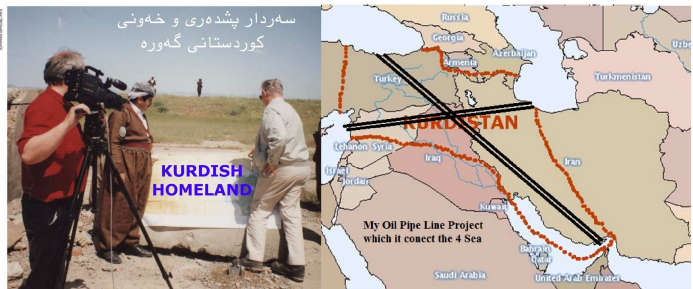 سەردار پشدەری و خەونی
كوردستانی گەورە
KURDISH
HOMELAND
Russia
Georgia
Azerbaijan
Armenia
Uzbe
Turkey
Turkmenistan
KURDISTAN
Lebanon Syria
Iraq
Iran
Israel
Jordan
Kuwait
My Oil Pipe Line Project
which it conect the 4 Sea
Bahrain
Qatar
Saudi Arabia
United Arab Emirates